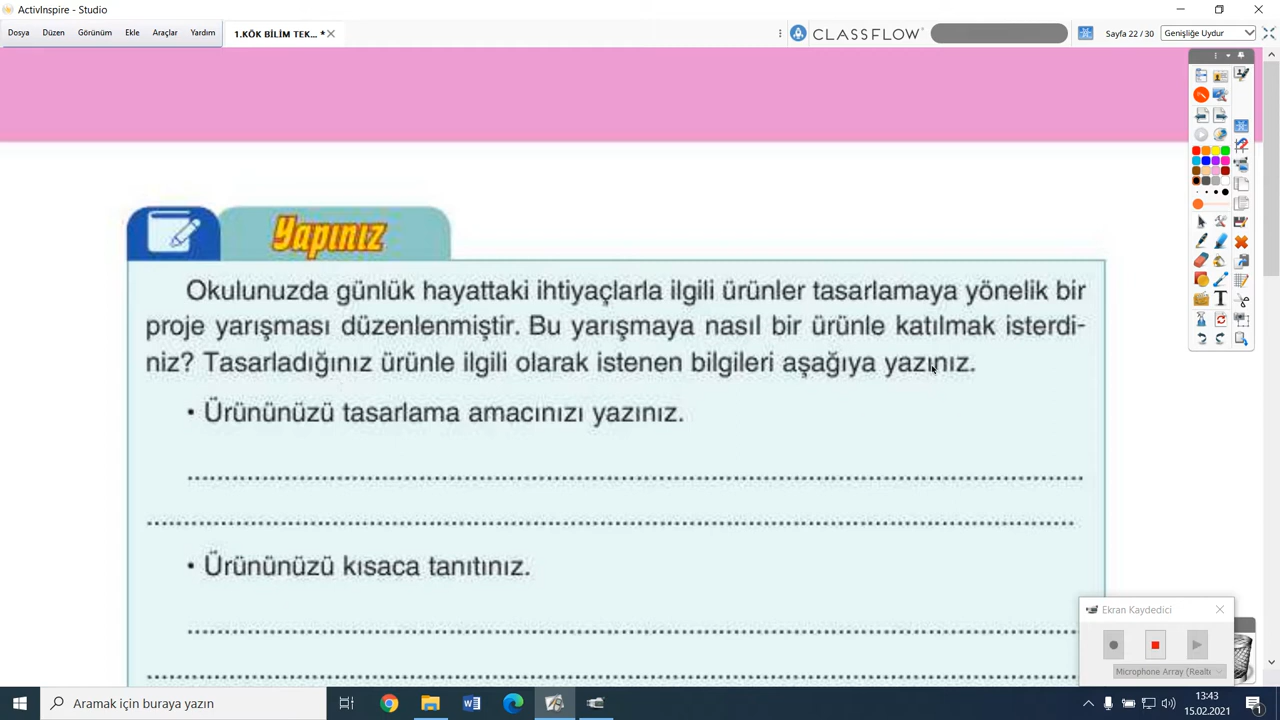 ActivInspire - Studio
Dosya Düzen Görünüm Ekle Araçlar Yardım
1.KÖK BİLİM TEK... *
CLASSFLOW
Sayfa 22 / 30
Genişliğe Uydur
Yapınız
Okulunuzda günlük hayattaki ihtiyaçlarla ilgili ürünler tasarlamaya yönelik bir
proje yarışması düzenlenmiştir. Bu yarışmaya nasıl bir ürünle katılmak isterdi-
niz? Tasarladığınız ürünle ilgili olarak istenen bilgileri aşağıya yazınız.
• Ürününüzü tasarlama amacınızı yazınız.
• Ürününüzü kısaca tanıtınız.
Ekran Kaydedici
Microphone Array (Realt
Aramak için buraya yazın
13:43
15.02.2021
1